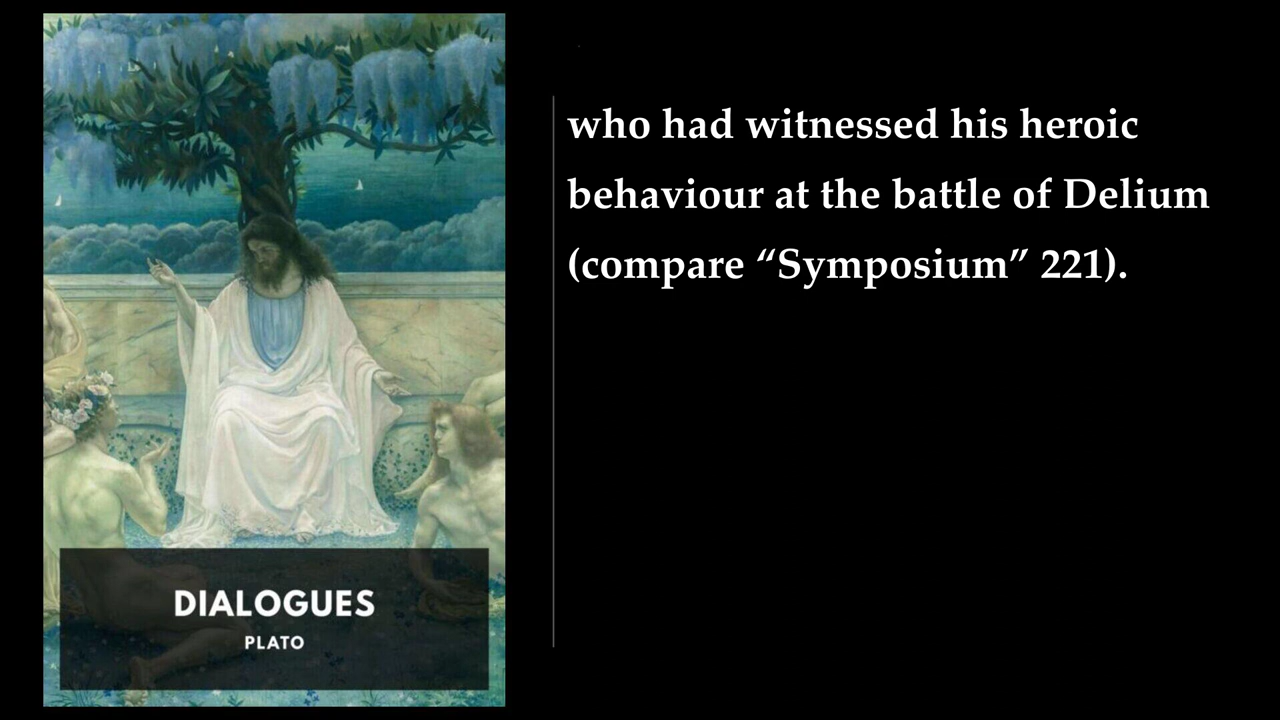 who had witnessed his heroic
behaviour at the battle of Delium
(compare “Symposium” 221).
DIALOGUES
PLATO